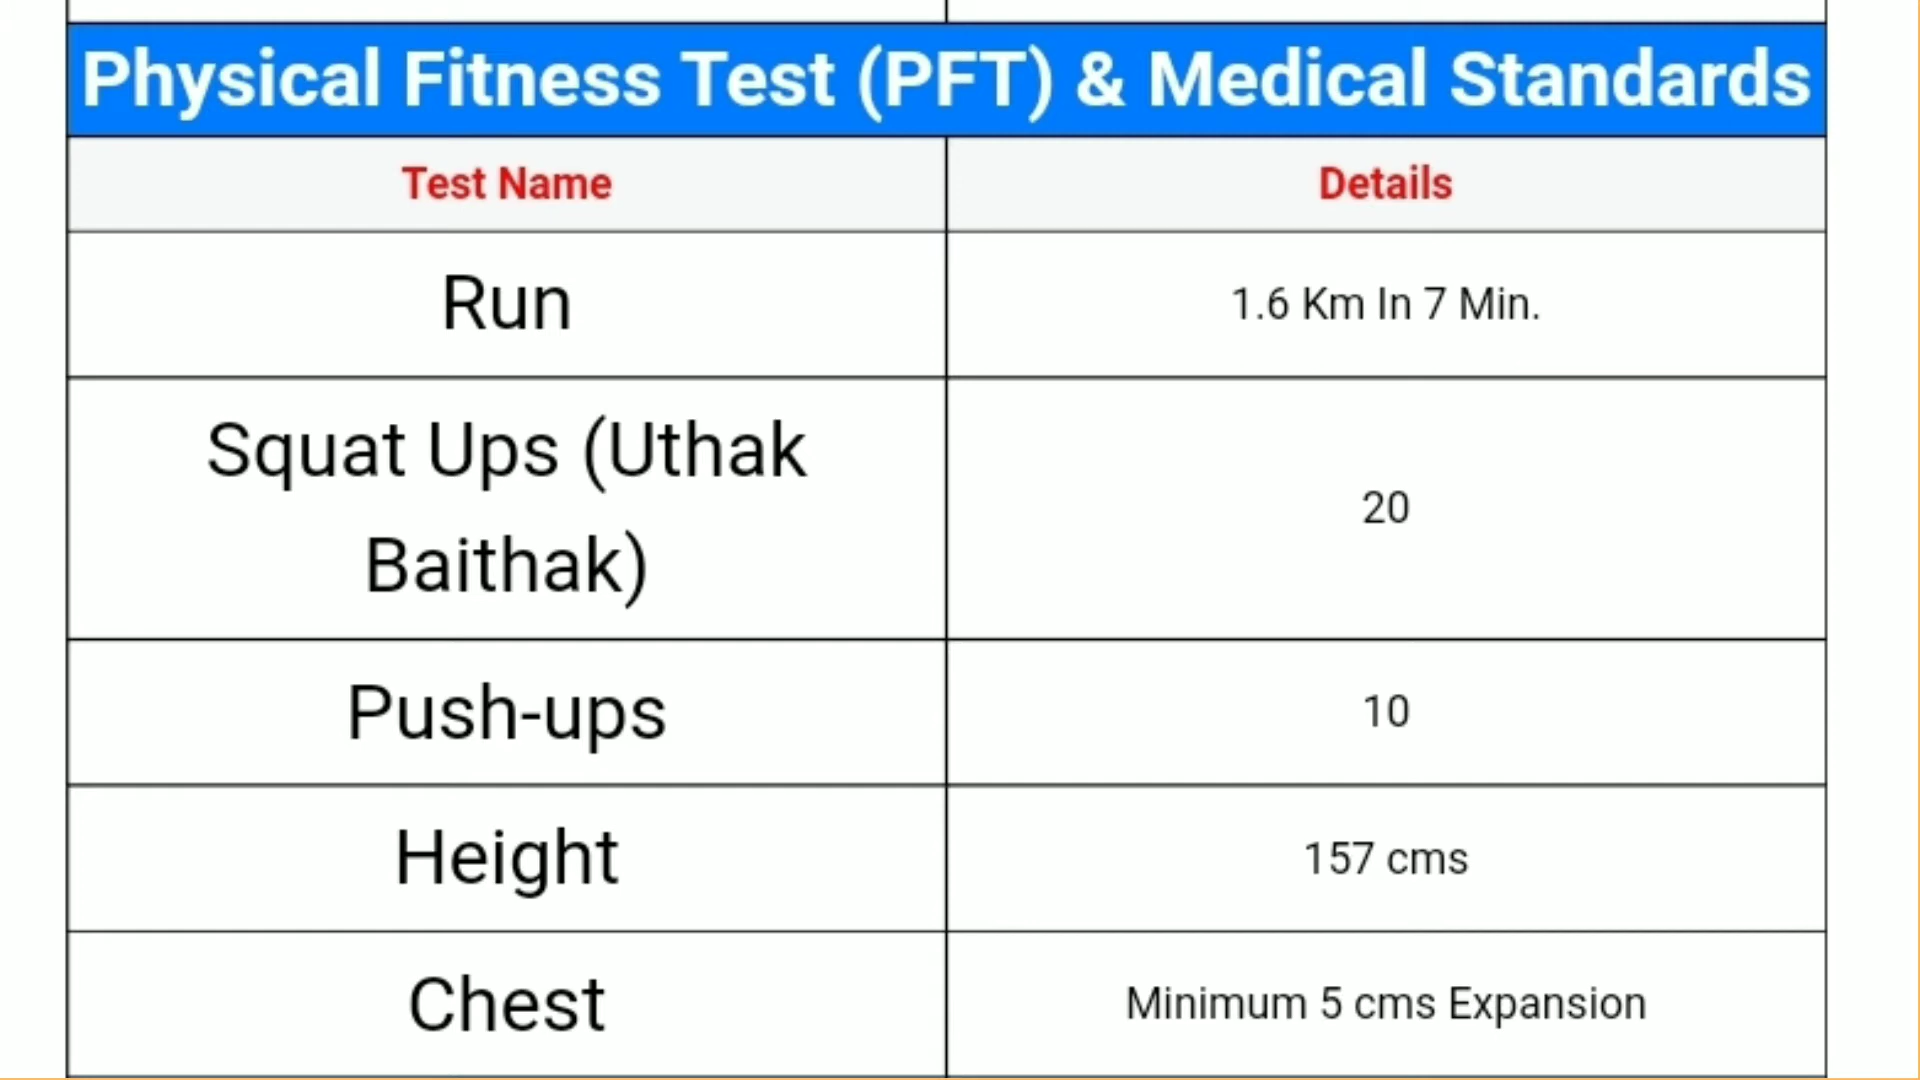 Physical Fitness Test (PFT) & Medical Standards
Test Name
Details
Run
1.6 Km In 7 Min.
Squat Ups (Uthak
Baithak)
20
Push-ups
10
Height
157 cms
Chest
Minimum 5 cms Expansion